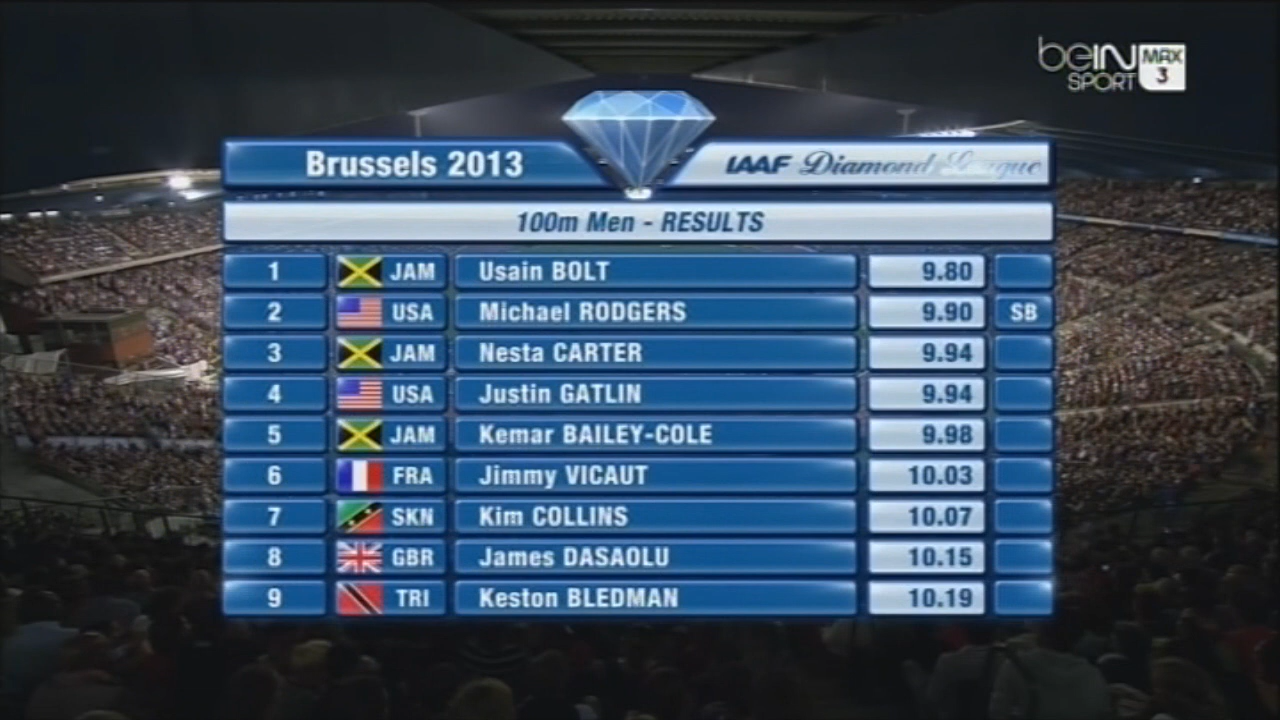 beIN
SPORT
MAX
3
Brussels 2013
IAAF Diamond League
100m Men - RESULTS
1 JAM Usain BOLT 9.80
2 USA Michael RODGERS 9.90 SB
3 JAM Nesta CARTER 9.94
4 USA Justin GATLIN 9.94
5 JAM Kemar BAILEY-COLE 9.98
6 FRA Jimmy VICAUT 10.03
7 SKN Kim COLLINS 10.07
8 GBR James DASAOLU 10.15
9 TRI Keston BLEDMAN 10.19